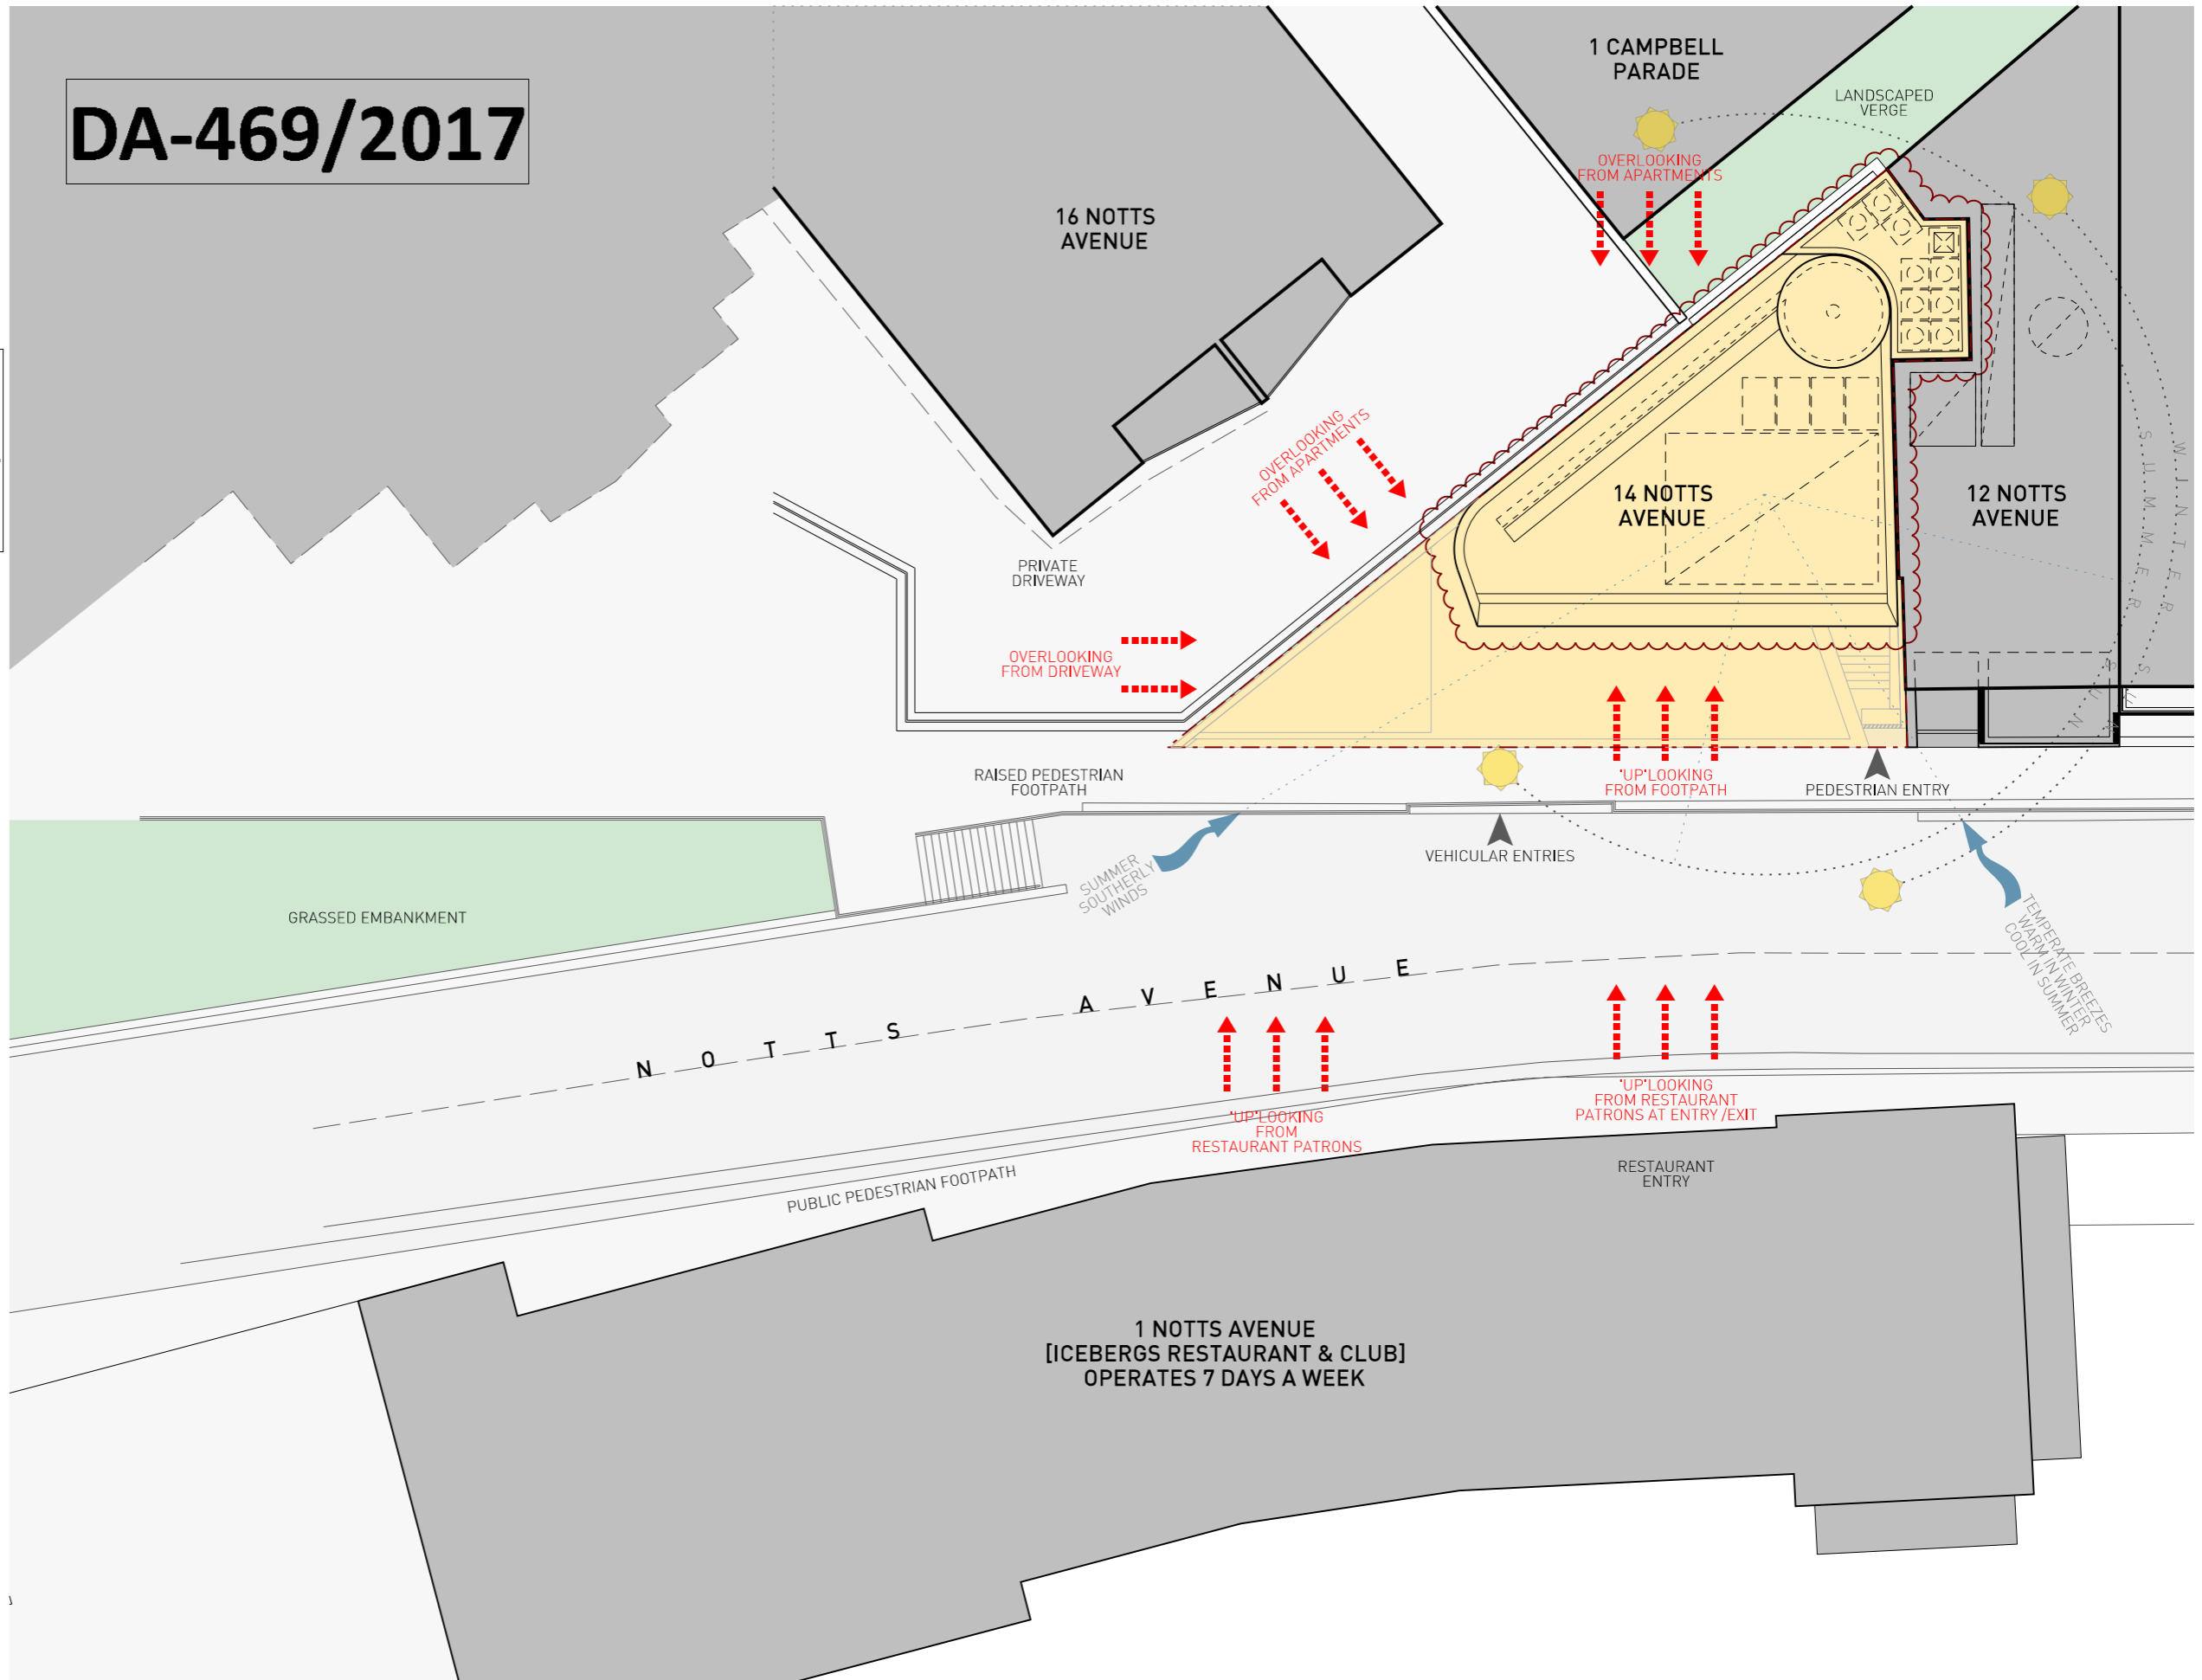 DA-469/2017
1 CAMPBELL
PARADE
LANDSCAPED
VERGE
OVERLOOKING
FROM APARTMENTS
16 NOTTS
AVENUE
OVERLOOKING
FROM APARTMENTS
14 NOTTS
AVENUE
12 NOTTS
AVENUE
WINTER SUN
SUMMER SUN
PRIVATE
DRIVEWAY
OVERLOOKING
FROM DRIVEWAY
RAISED PEDESTRIAN
FOOTPATH
'UP'LOOKING
FROM FOOTPATH
PEDESTRIAN ENTRY
VEHICULAR ENTRIES
SUMMER
SOUTHERLY
WINDS
GRASSED EMBANKMENT
TEMPERATE BREEZES
WARM IN WINTER
COOL IN SUMMER
NOTTS AVENUE
'UP'LOOKING
FROM
RESTAURANT PATRONS
'UP'LOOKING
FROM RESTAURANT
PATRONS AT ENTRY/EXIT
PUBLIC PEDESTRIAN FOOTPATH
RESTAURANT
ENTRY
1 NOTTS AVENUE
[ICEBERGS RESTAURANT & CLUB]
OPERATES 7 DAYS A WEEK